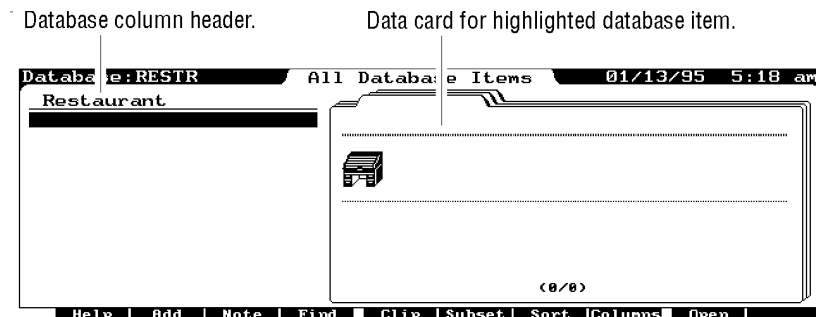 Database column header.
Data card for highlighted database item.
Database:RESTR All Database Items 01/13/95 5:18 am
Restaurant
(0/0)
Help | Add | Note | Find Clip |Subset| Sort |Columns Open |